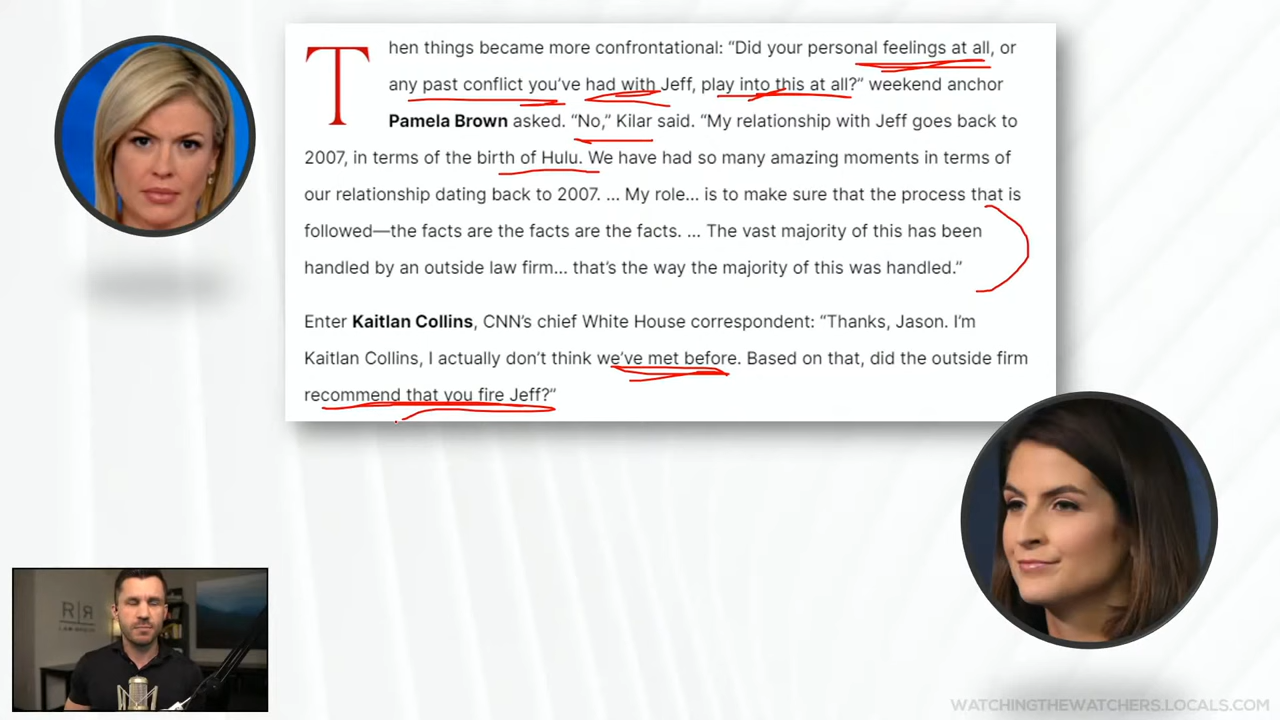 Then things became more confrontational: “Did your personal feelings at all, or
any past conflict you’ve had with Jeff, play into this at all?” weekend anchor
Pamela Brown asked. “No,” Kilar said. “My relationship with Jeff goes back to
2007, in terms of the birth of Hulu. We have had so many amazing moments in terms of
our relationship dating back to 2007. … My role… is to make sure that the process that is
followed—the facts are the facts are the facts. … The vast majority of this has been
handled by an outside law firm… that’s the way the majority of this was handled.”
Enter Kaitlan Collins, CNN’s chief White House correspondent: “Thanks, Jason. I’m
Kaitlan Collins, I actually don’t think we’ve met before. Based on that, did the outside firm
recommend that you fire Jeff?”
R|R
LAW GROUP
WATCHINGTHEWATCHERS.LOCALS.COM